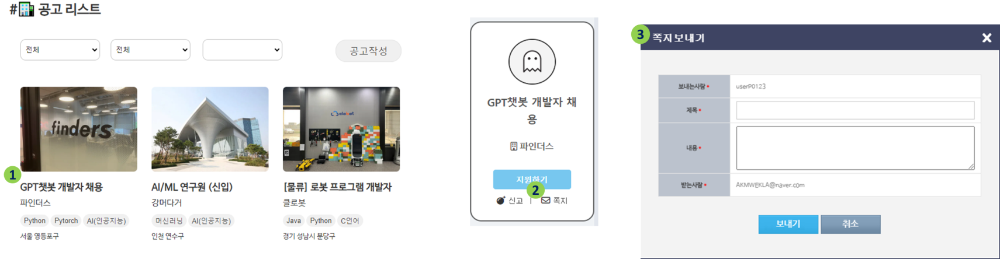 #공고 리스트
전체
전체
공고작성
finders
clobot
1
GPT챗봇 개발자 채용
AI/ML 연구원 (신입)
[물류] 로봇 프로그램 개발자
파인더스
강머다거
클로봇
Python
Pytorch
AI(인공지능)
머신러닝
AI(인공지능)
Java
Python
C언어
서울 영등포구
인천 연수구
경기 성남시 분당구
GPT챗봇 개발자 채
용
파인더스
지원하기
2
신고 | 쪽지
3
쪽지보내기
보내는사람 •
userP0123
제목 •
내용 •
받는사람 •
AKMWEKLA@naver.com
보내기
취소